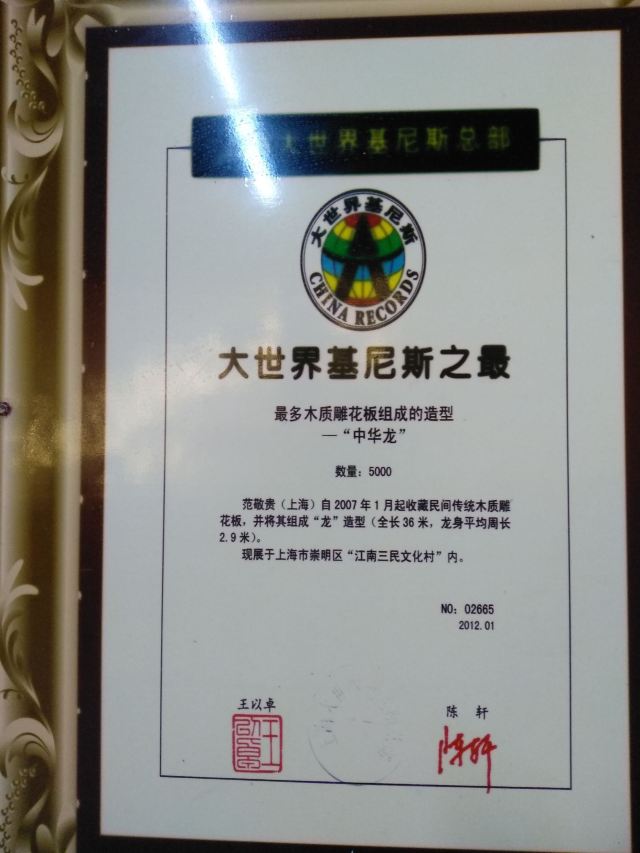 大世界基尼斯总部
大世界基尼斯
CHINA RECORDS
大世界基尼斯之最
最多木质雕花板组成的造型
—“中华龙”
数量：5000
范敬贵（上海）自2007年1月起收藏民间传统木质雕
花板，并将其组成“龙”造型（全长36米，龙身平均周长
2.9米）。
现展于上海市崇明区“江南三民文化村”内。
NO：02665
2012.01
王以卓
陈 轩
陈轩